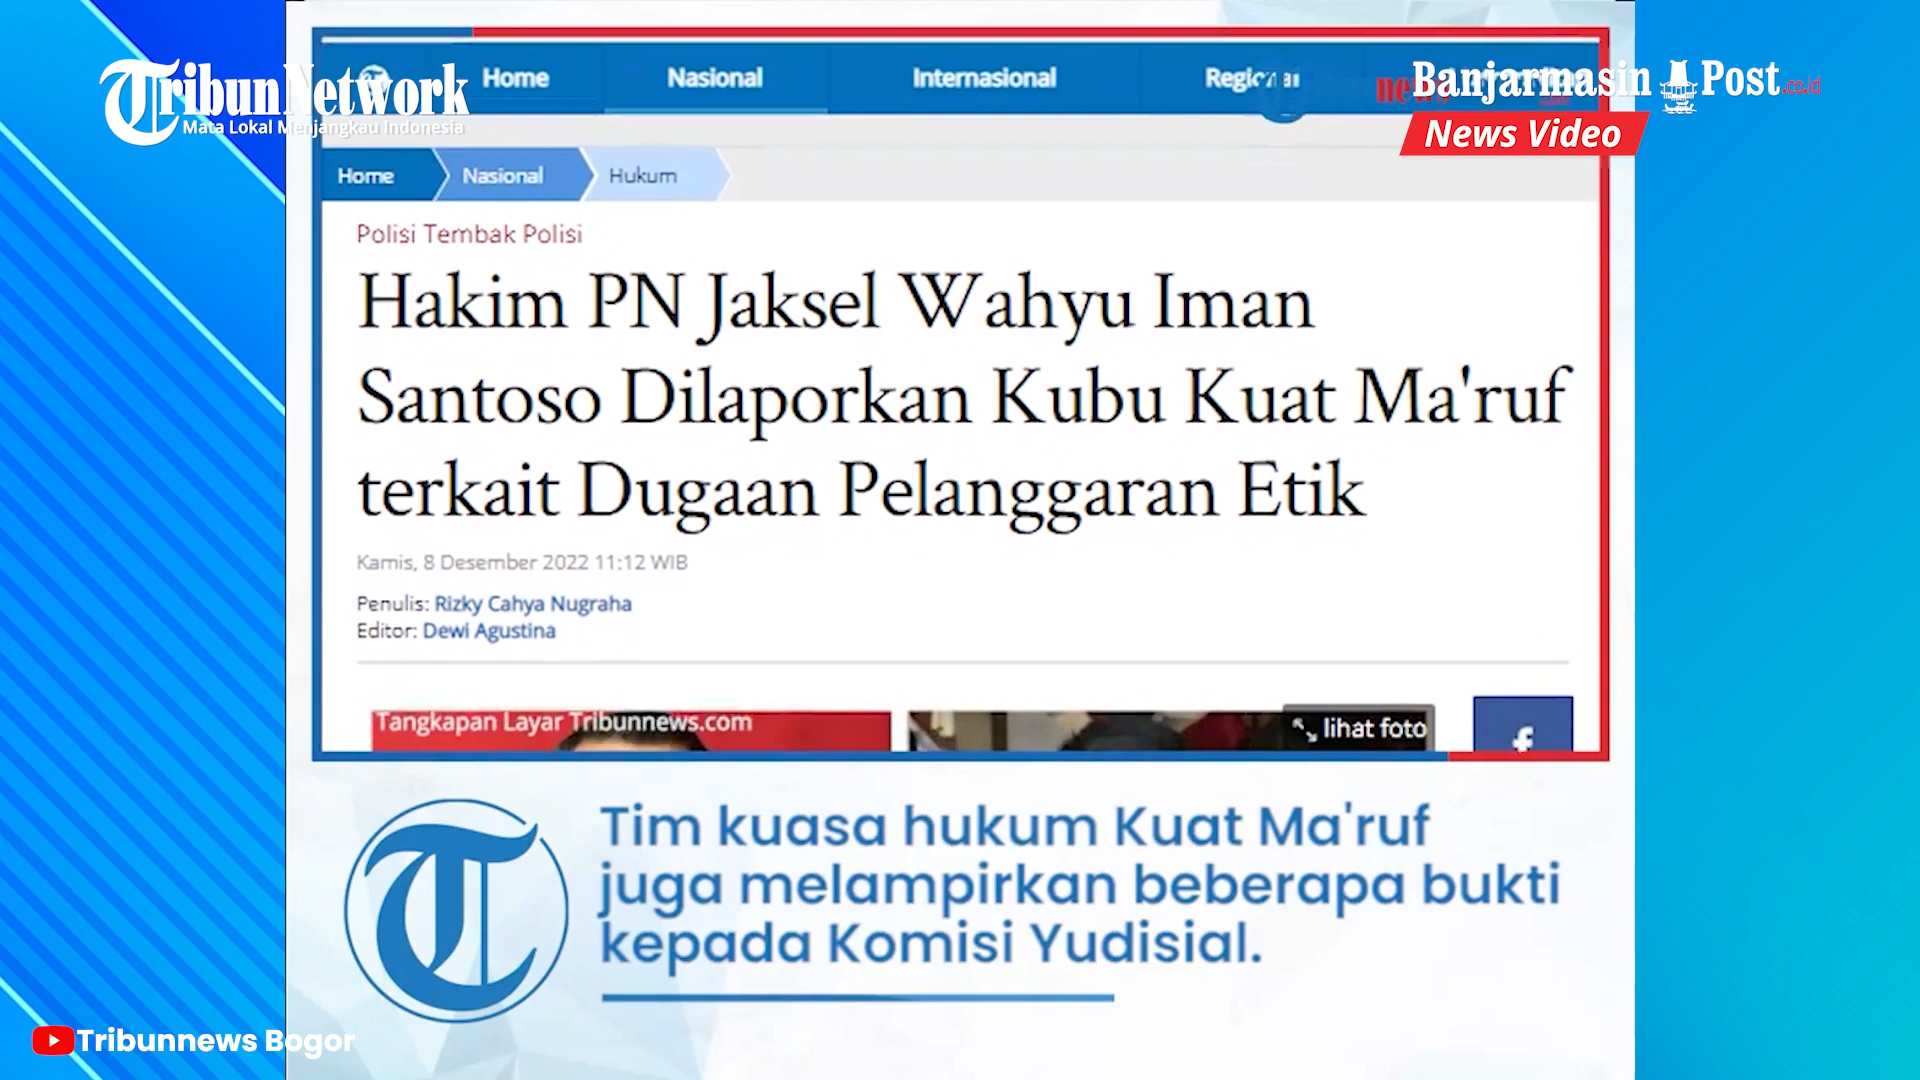 TribunNetwork
Mata Lokal Menjangkau Indonesia
Home Nasional Internasional
news
Banjarmasin Post.co.id
News Video
Home Nasional Hukum
Polisi Tembak Polisi
Hakim PN Jaksel Wahyu Iman
Santoso Dilaporkan Kubu Kuat Ma'ruf
terkait Dugaan Pelanggaran Etik
Kamis, 8 Desember 2022 11:12 WIB
Penulis: Rizky Cahya Nugraha
Editor: Dewi Agustina
Tangkapan Layar Tribunnews.com
lihat foto
f
Tim kuasa hukum Kuat Ma'ruf
juga melampirkan beberapa bukti
kepada Komisi Yudisial.
Tribunnews Bogor